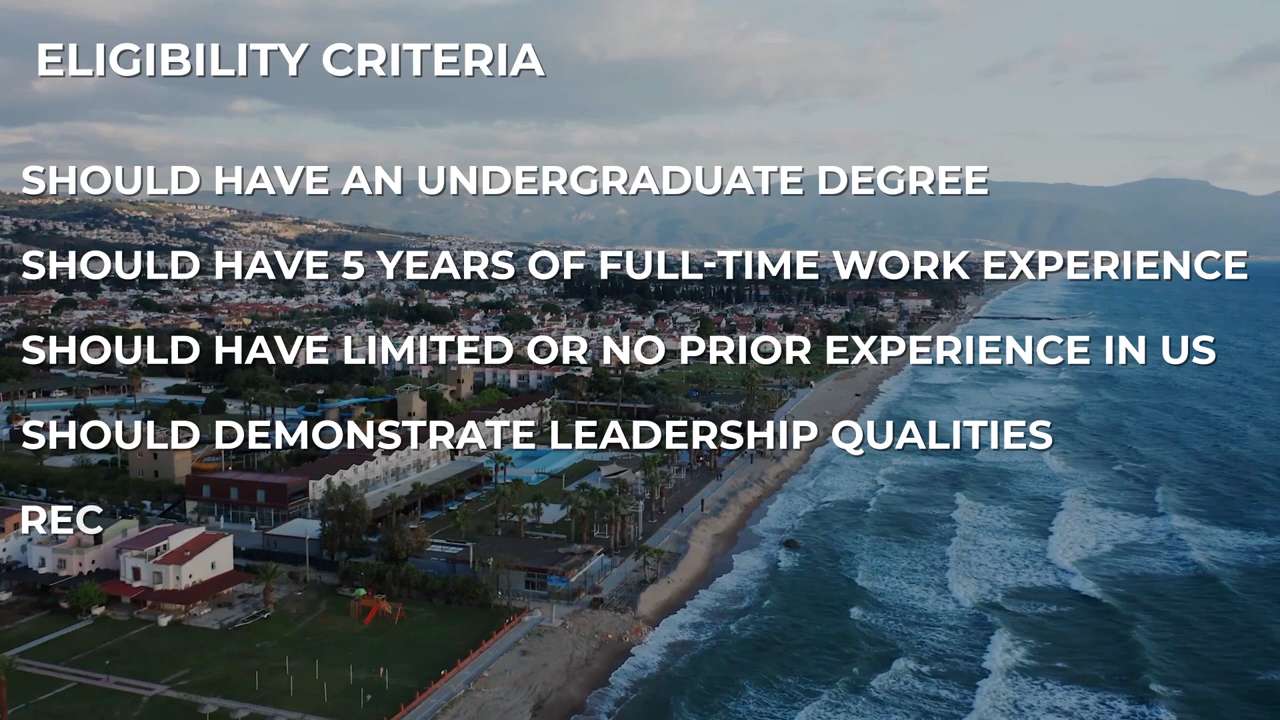 ELIGIBILITY CRITERIA
SHOULD HAVE AN UNDERGRADUATE DEGREE
SHOULD HAVE 5 YEARS OF FULL-TIME WORK EXPERIENCE
SHOULD HAVE LIMITED OR NO PRIOR EXPERIENCE IN US
SHOULD DEMONSTRATE LEADERSHIP QUALITIES
REC